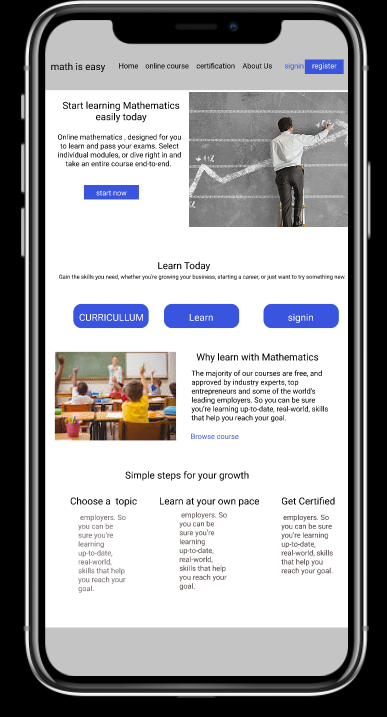 math is easy Home online course certification About Us signin register
Start learning Mathematics
easily today
Online mathematics , designed for you
to learn and pass your exams. Select
individual modules, or dive right in and
take an entire course end-to-end.
start now
Learn Today
Gain the skills you need, whether you're growing your business, starting a career, or just want to try something new.
CURRICULLUM Learn signin
Why learn with Mathematics
The majority of our courses are free, and
approved by industry experts, top
entrepreneurs and some of the world's
leading employers. So you can be sure
you're learning up-to-date, real-world, skills
that help you reach your goal.
Browse course
Simple steps for your growth
Choose a topic
employers. So
you can be
sure you're
learning
up-to-date,
real-world,
skills that help
you reach your
goal.
Learn at your own pace
employers. So
you can be
sure you're
learning
up-to-date,
real-world,
skills that help
you reach your
goal.
Get Certified
employers. So
you can be sure
you're learning
up-to-date,
real-world, skills
that help you
reach your goal.